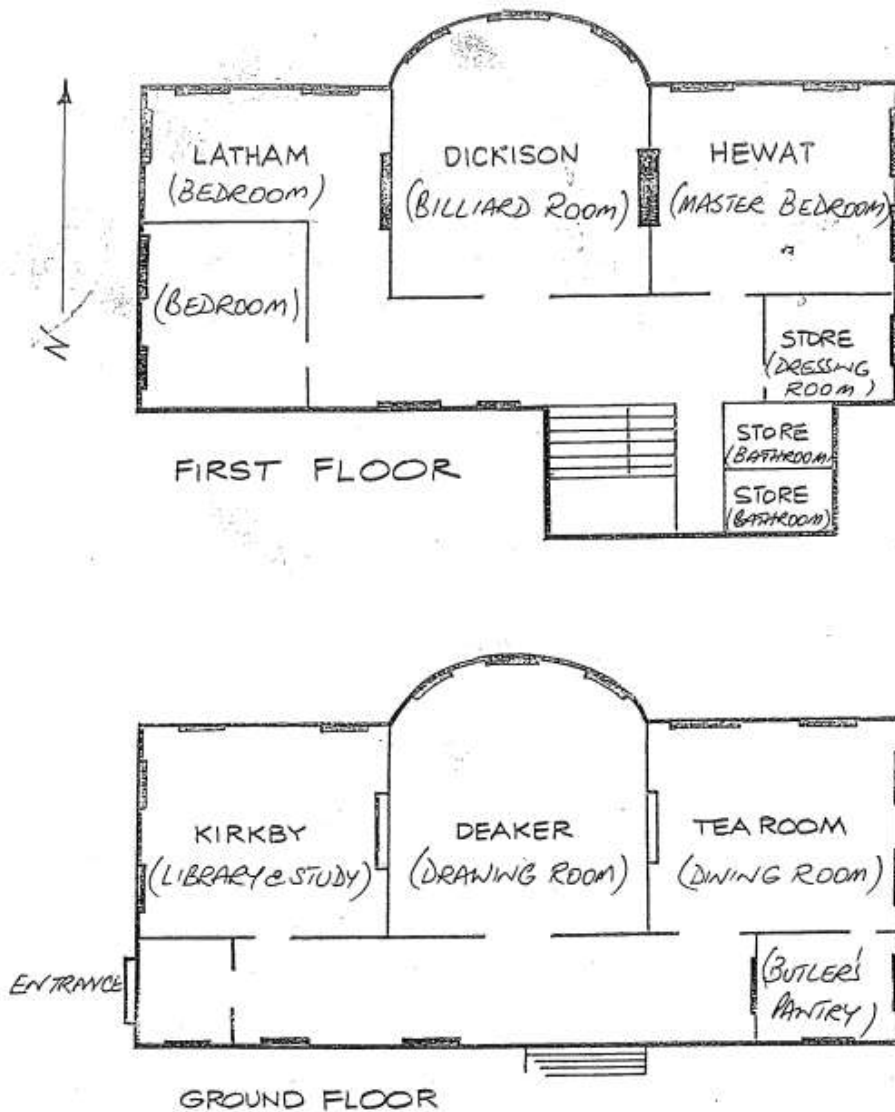 LATHAM
(BEDROOM)
DICKISON
(BILLIARD ROOM)
HEWAT
(MASTER BEDROOM)
(BEDROOM)
N
STORE
(DRESSING
ROOM)
STORE
(BATHROOM)
STORE
(BATHROOM)
FIRST FLOOR
KIRKBY
(LIBRARY & STUDY)
DEAKER
(DRAWING ROOM)
TEA ROOM
(DINING ROOM)
ENTRANCE
(BUTLER'S
PANTRY)
GROUND FLOOR